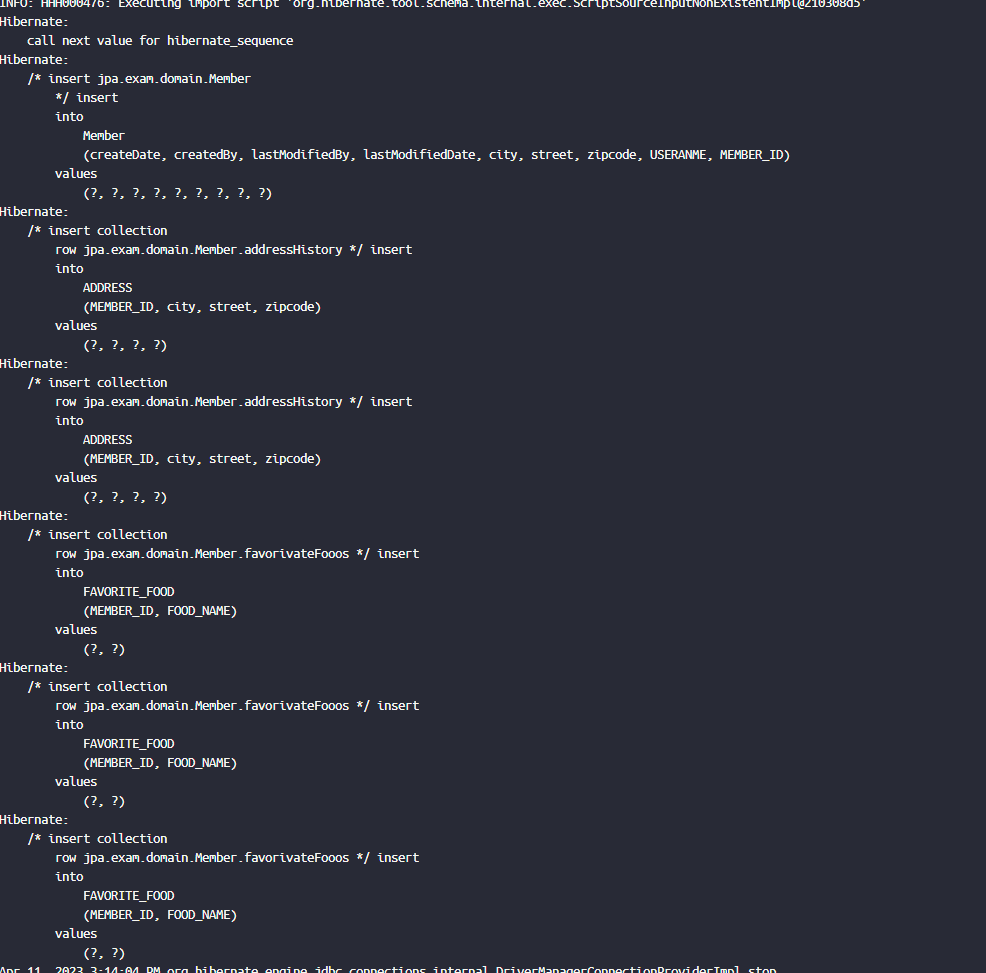 INFO: HHH000476: Executing import script 'org.hibernate.tool.schema.internal.exec.ScriptSourceInputNonExistentImpl@210308d5'
Hibernate:
call next value for hibernate_sequence
Hibernate:
/* insert jpa.exam.domain.Member
*/ insert
into
Member
(createDate, createdBy, lastModifiedBy, lastModifiedDate, city, street, zipcode, USERANME, MEMBER_ID)
values
(?, ?, ?, ?, ?, ?, ?, ?, ?)
Hibernate:
/* insert collection
row jpa.exam.domain.Member.addressHistory */ insert
into
ADDRESS
(MEMBER_ID, city, street, zipcode)
values
(?, ?, ?, ?)
Hibernate:
/* insert collection
row jpa.exam.domain.Member.addressHistory */ insert
into
ADDRESS
(MEMBER_ID, city, street, zipcode)
values
(?, ?, ?, ?)
Hibernate:
/* insert collection
row jpa.exam.domain.Member.favorivateFooos */ insert
into
FAVORITE_FOOD
(MEMBER_ID, FOOD_NAME)
values
(?, ?)
Hibernate:
/* insert collection
row jpa.exam.domain.Member.favorivateFooos */ insert
into
FAVORITE_FOOD
(MEMBER_ID, FOOD_NAME)
values
(?, ?)
Hibernate:
/* insert collection
row jpa.exam.domain.Member.favorivateFooos */ insert
into
FAVORITE_FOOD
(MEMBER_ID, FOOD_NAME)
values
(?, ?)
Apr 11, 2023 3:14:04 PM org.hibernate.engine.jdbc.connections.internal.DriverManagerConnectionProviderImpl stop